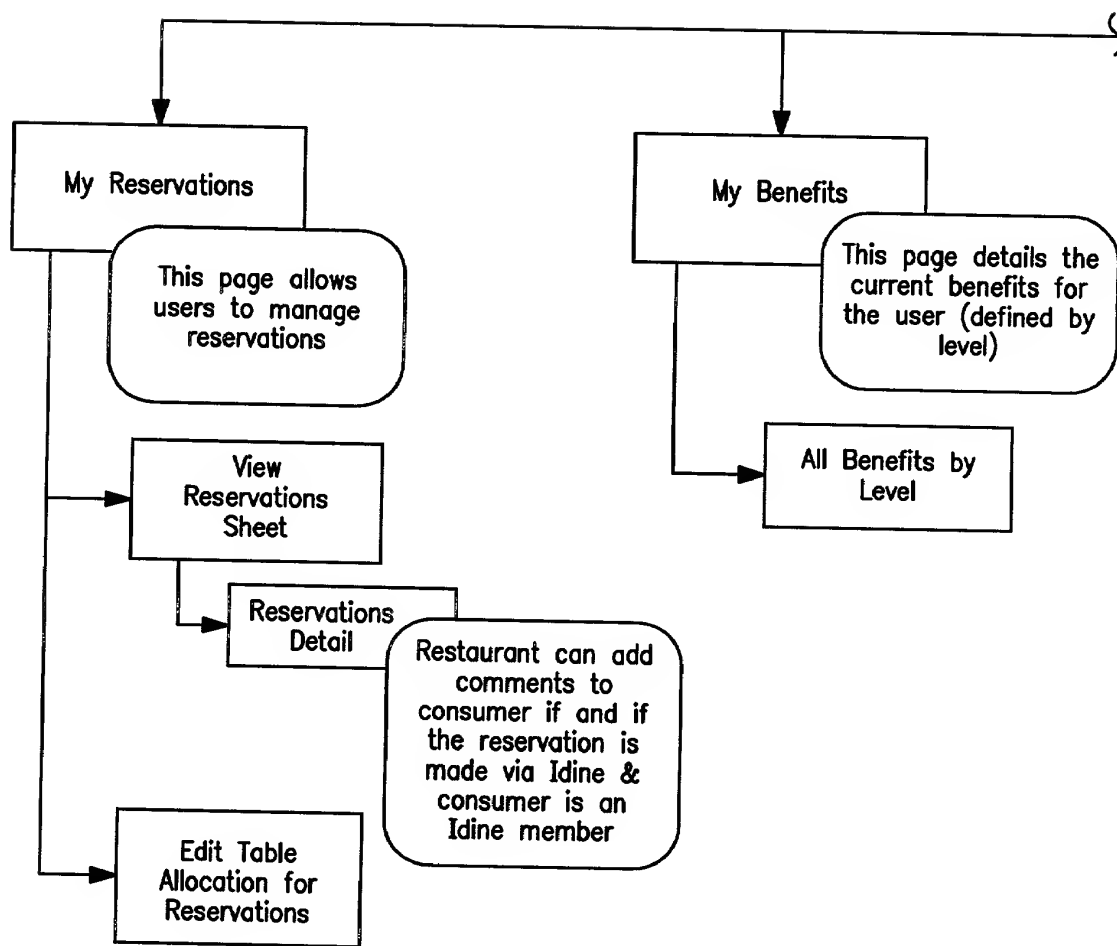 My Reservations
This page allows
users to manage
reservations
View
Reservations
Sheet
Reservations
Detail
Restaurant can add
comments to
consumer if and if
the reservation is
made via Idine &
consumer is an
Idine member
Edit Table
Allocation for
Reservations
My Benefits
This page details the
current benefits for
the user (defined by
level)
All Benefits by
Level